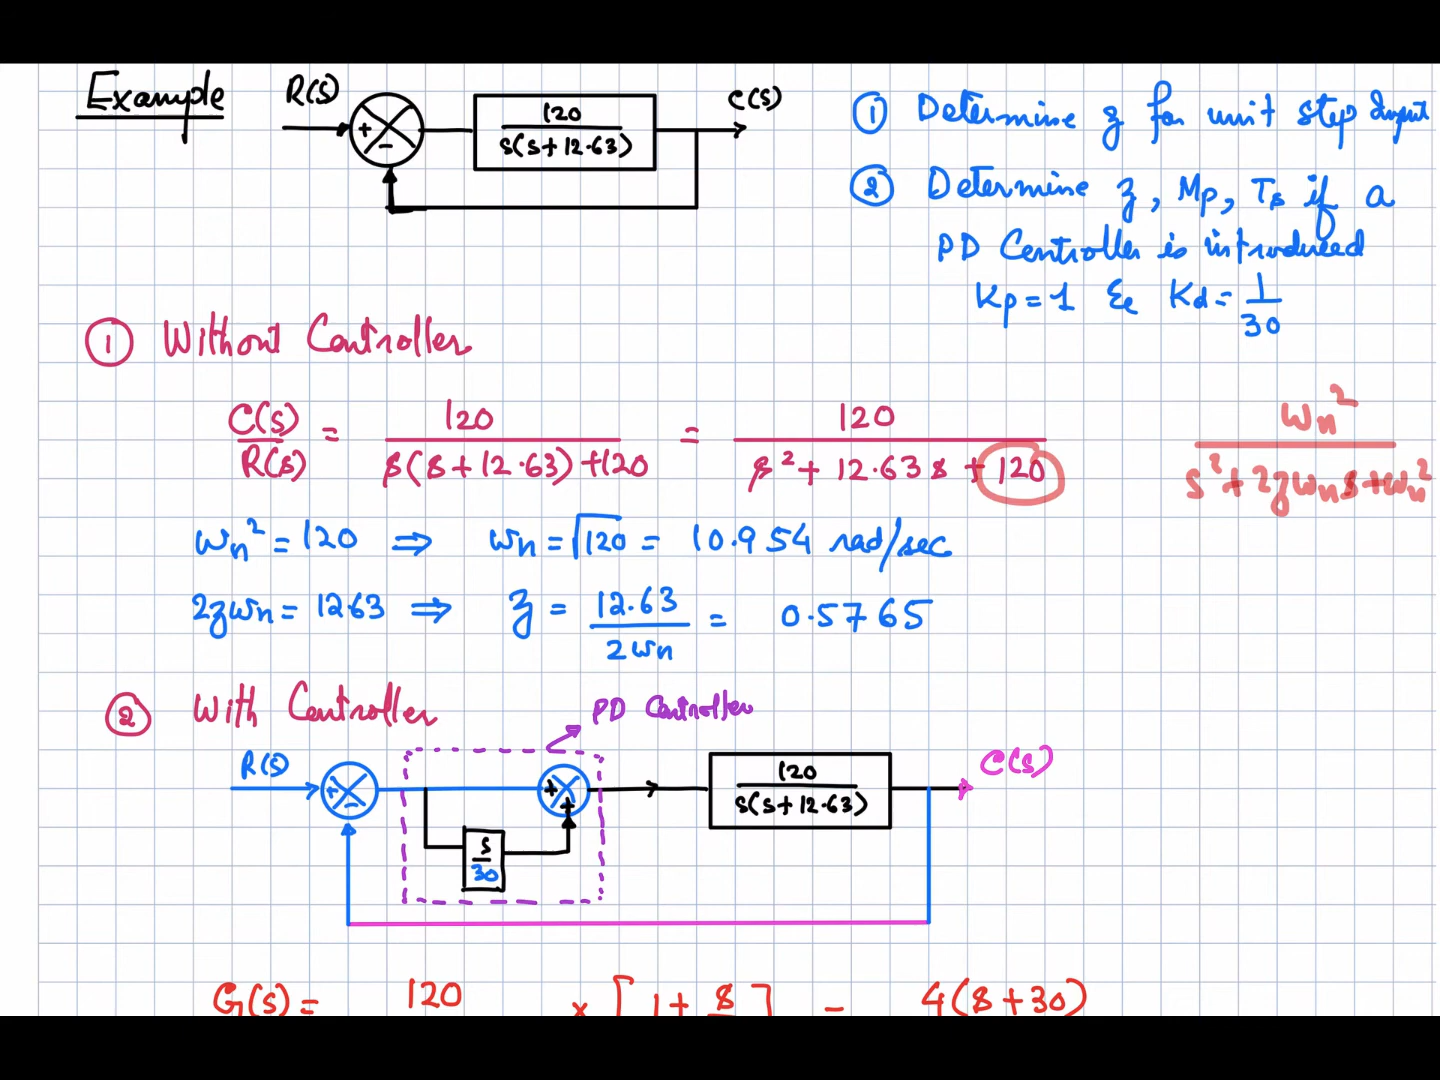 Example R(s) + - 120 / s(s+12.63) C(s)
① Determine ξ for unit step Input
② Determine ξ, Mp, Ts if a
PD Controller is introduced
Kp = 1 & Kd = 1/30
① Without Controller
C(s)/R(s) = 120 / s(s+12.63)+120 = 120 / s²+12.63s+120
ωn² / s²+2ξωns+ωn²
ωn² = 120 ⇒ ωn = √120 = 10.954 rad/sec
2ξωn = 12.63 ⇒ ξ = 12.63 / 2ωn = 0.5765
② With Controller
PD Controller
R(s) + - + + s/30 120 / s(s+12.63) C(s)
G(s) = 120 × [1 + s 4(s+30)